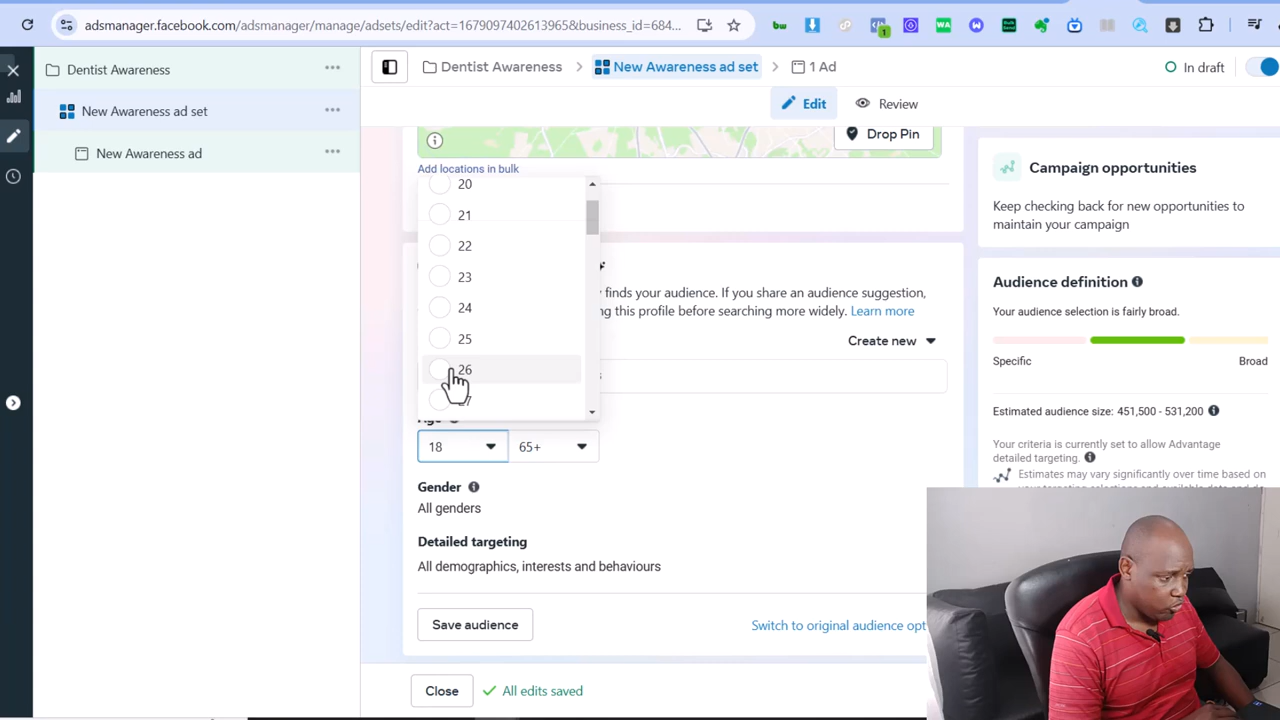 adsmanager.facebook.com/adsmanager/manage/adsets/edit?act=1679097402613965&business_id=684...
Dentist Awareness
New Awareness ad set
New Awareness ad
Dentist Awareness
New Awareness ad set
1 Ad
In draft
Edit
Review
Drop Pin
Add locations in bulk
20
21
22
23
24
25
26
27
finds your audience. If you share an audience suggestion,
ng this profile before searching more widely. Learn more
Create new
18
65+
Gender
All genders
Detailed targeting
All demographics, interests and behaviours
Save audience
Switch to original audience opt
Close
All edits saved
Campaign opportunities
Keep checking back for new opportunities to
maintain your campaign
Audience definition
Your audience selection is fairly broad.
Specific
Broad
Estimated audience size: 451,500 - 531,200
Your criteria is currently set to allow Advantage
detailed targeting.
Estimates may vary significantly over time based on